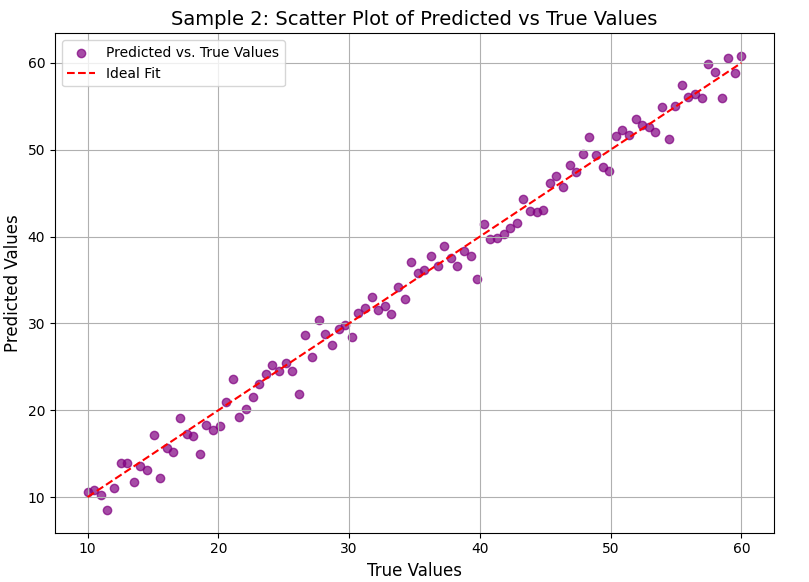 Sample 2: Scatter Plot of Predicted vs True Values
Predicted vs. True Values
Ideal Fit
Predicted Values
60
50
40
30
20
10
10 20 30 40 50 60
True Values